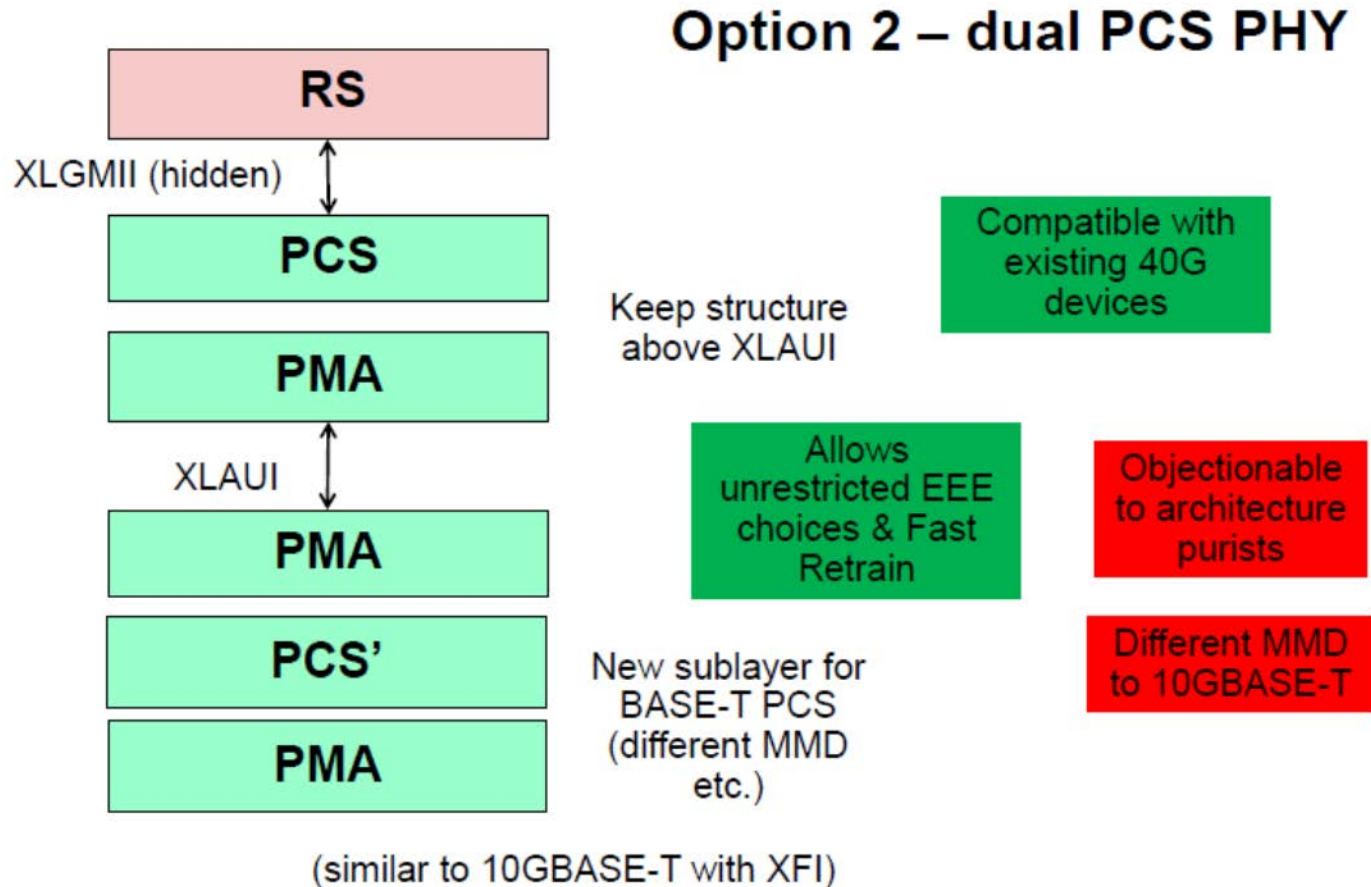 Option 2 – dual PCS PHY
RS
XLGMII (hidden)
PCS
Compatible with
existing 40G
devices
Keep structure
above XLAUI
PMA
XLAUI
Allows
unrestricted EEE
choices & Fast
Retrain
Objectionable
to architecture
purists
PMA
PCS’
New sublayer for
BASE-T PCS
(different MMD
etc.)
Different MMD
to 10GBASE-T
PMA
(similar to 10GBASE-T with XFI)